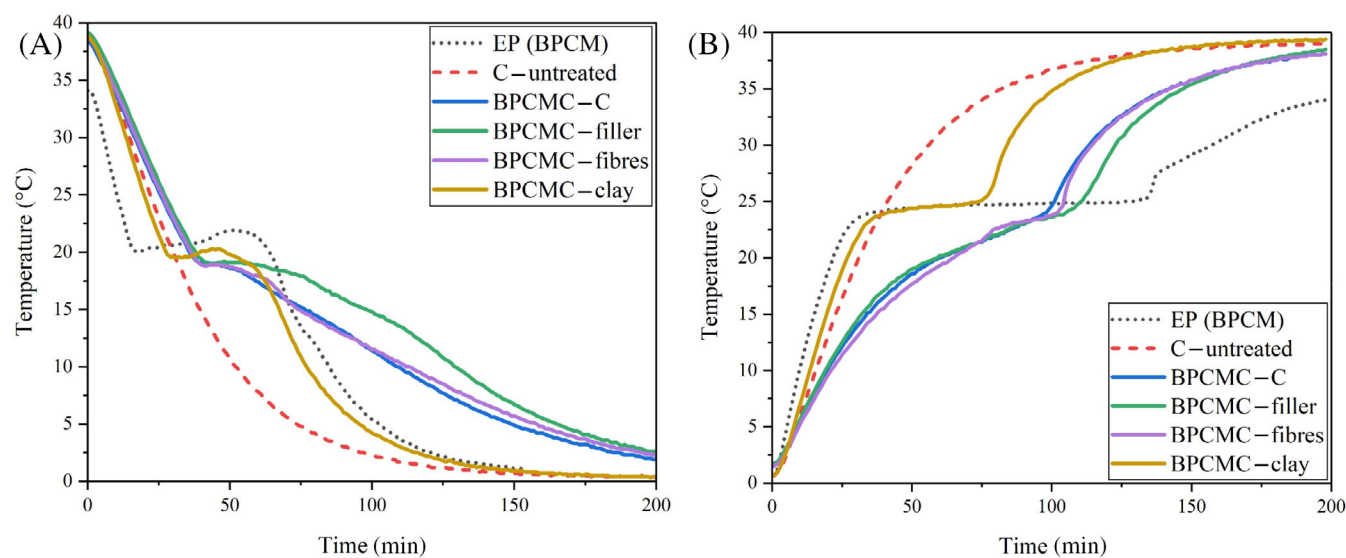 (A)
40
35
30
25
20
15
10
5
0
Temperature (°C)
0 50 100 150 200
Time (min)
EP (BPCM)
C−untreated
BPCMC−C
BPCMC−filler
BPCMC−fibres
BPCMC−clay
(B)
40
35
30
25
20
15
10
5
0
Temperature (°C)
0 50 100 150 200
Time (min)
EP (BPCM)
C−untreated
BPCMC−C
BPCMC−filler
BPCMC−fibres
BPCMC−clay